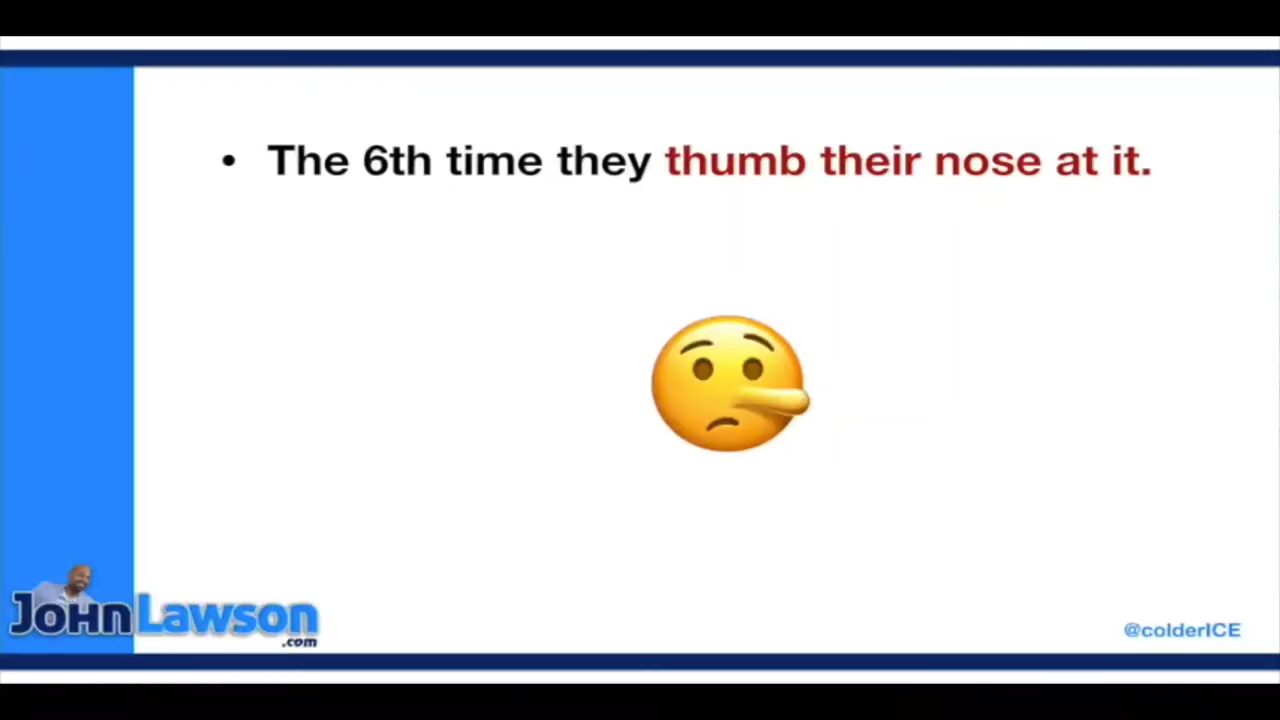 • The 6th time they thumb their nose at it.
JohnLawson
.com
@colderICE